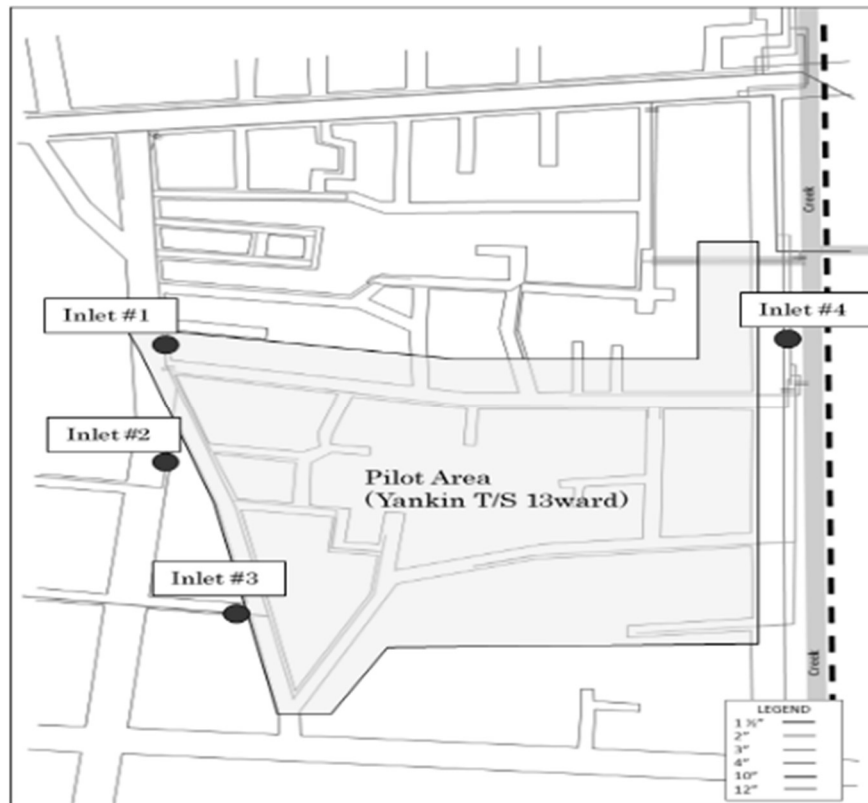 Creek
Inlet #1
Inlet #4
Inlet #2
Pilot Area
(Yankin T/S 13ward)
Inlet #3
Creek
LEGEND
1 ½"
2"
3"
4"
10"
12"